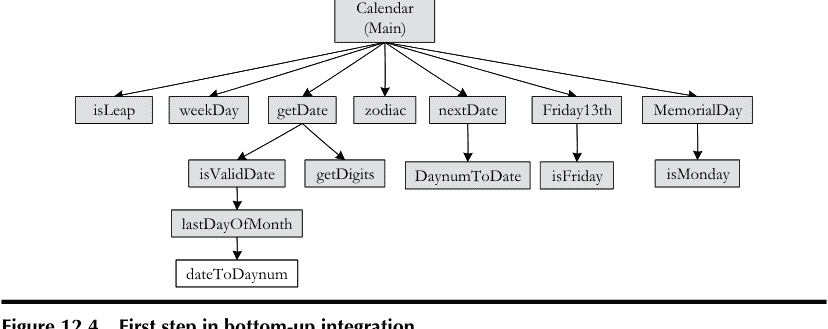 Calendar
(Main)
isLeap weekDay getDate zodiac nextDate Friday13th MemorialDay
isValidDate getDigits DaynumToDate isFriday isMonday
lastDayOfMonth
dateToDaynum
Figure 12.4 First step in bottom-up integration